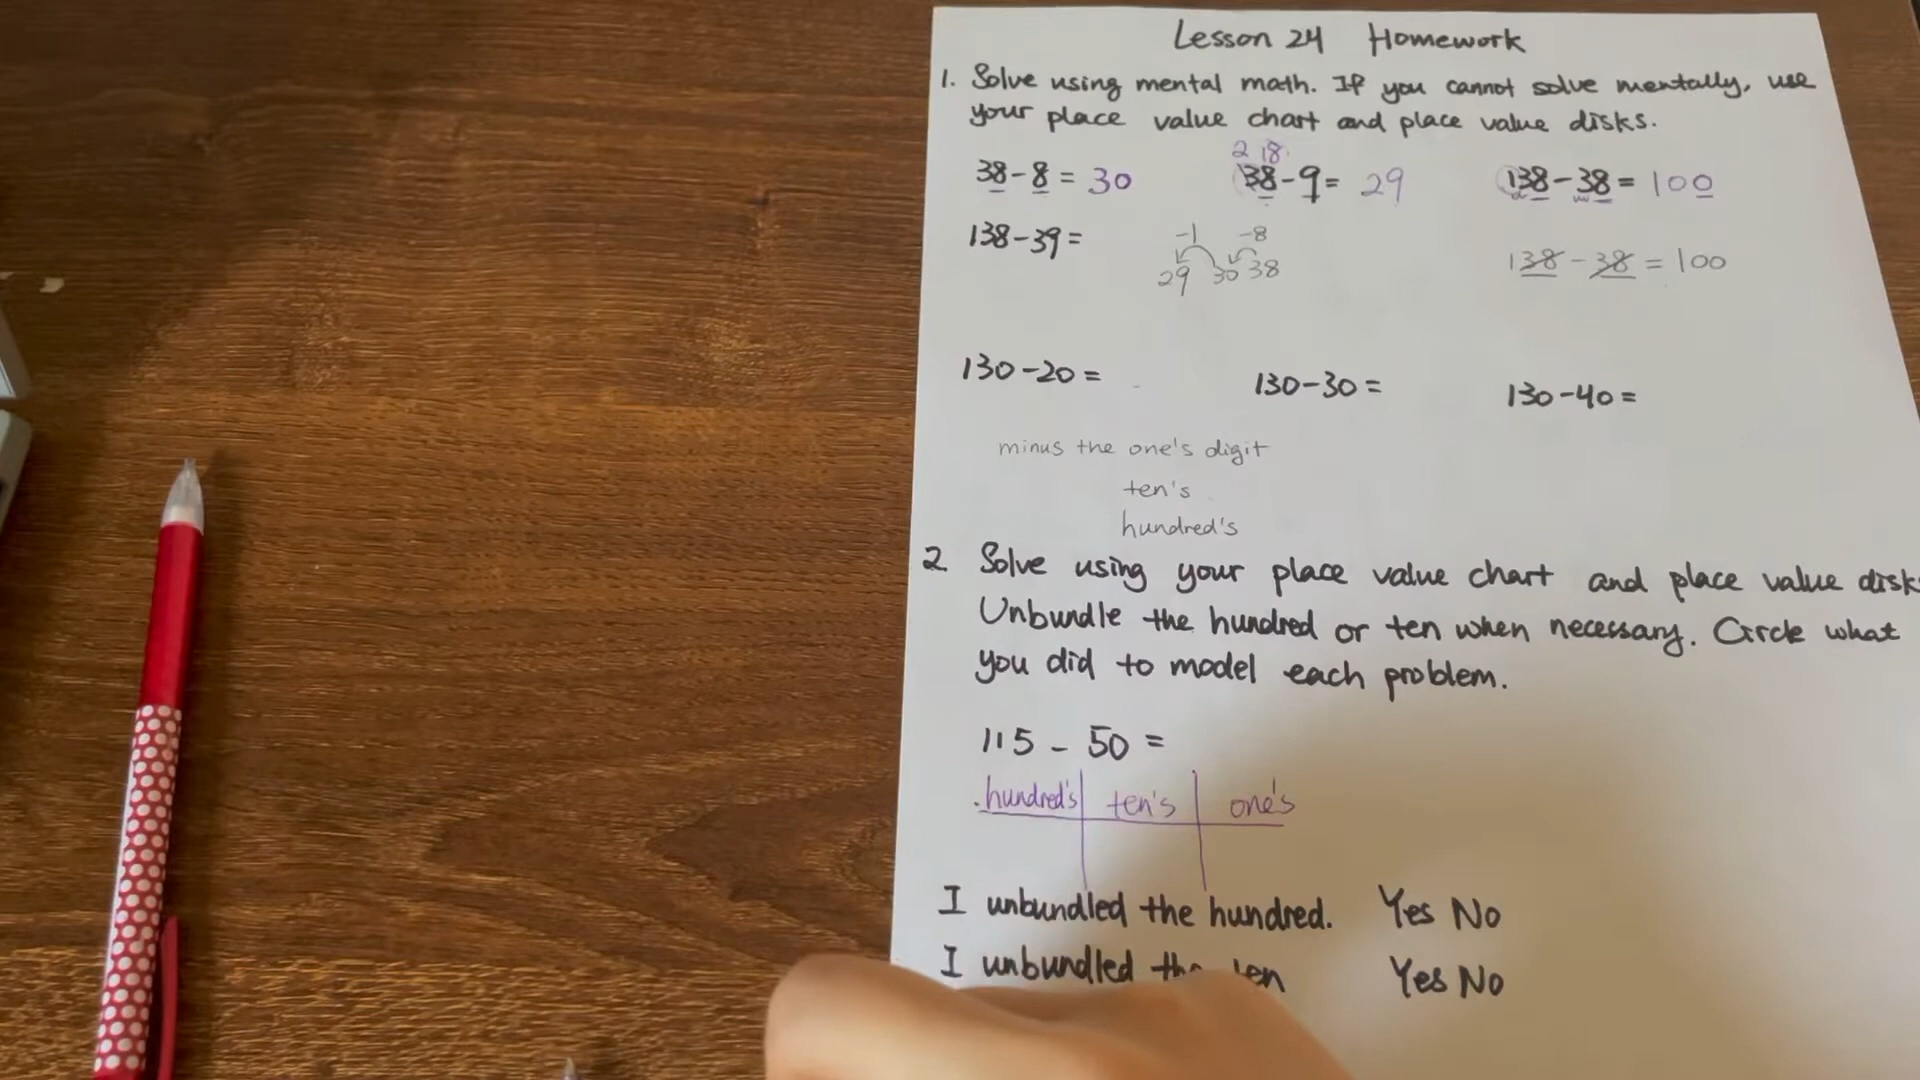 Lesson 24 Homework
1. Solve using mental math. If you cannot solve mentally, use
your place value chart and place value disks.
2 18
38-8 = 30 38-9= 29 138-38= 100
138-39=
-1 -8
29 30 38
138-38 = 100
130-20= 130-30= 130-40=
minus the one's digit
ten's
hundred's
2. Solve using your place value chart and place value disk
Unbundle the hundred or ten when necessary. Circle what
you did to model each problem.
115 - 50 =
hundred's ten's one's
I unbundled the hundred. Yes No
I unbundled the ten Yes No